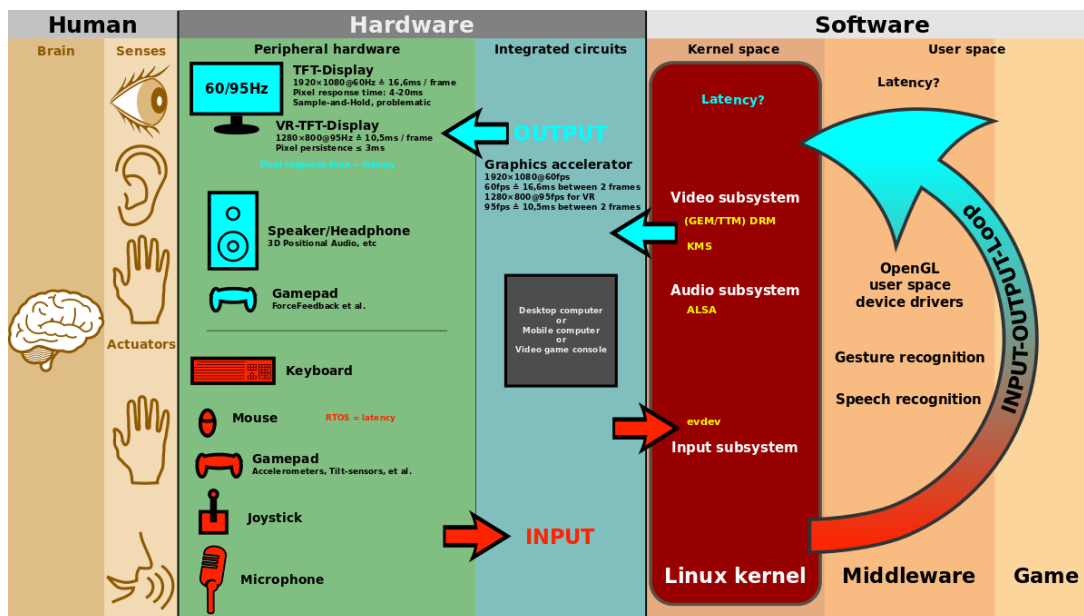 Human
Hardware
Software
Brain
Senses
Peripheral hardware
Integrated circuits
Kernel space
User space
60/95Hz
TFT-Display
1920×1080@60Hz ≙ 16,6ms / frame
Pixel response time: 4-20ms
Sample-and-Hold, problematic
VR-TFT-Display
1280×800@95Hz ≙ 10,5ms / frame
Pixel persistence ≤ 3ms
Pixel response time = latency
Speaker/Headphone
3D Positional Audio, etc
Gamepad
ForceFeedback et al.
Actuators
Keyboard
Mouse
RTOS = latency
Gamepad
Accelerometers, Tilt-sensors, et al.
Joystick
Microphone
OUTPUT
Graphics accelerator
1920×1080@60fps
60fps ≙ 16,6ms between 2 frames
1280×800@95fps for VR
95fps ≙ 10,5ms between 2 frames
Desktop computer
or
Mobile computer
or
Video game console
INPUT
Latency?
Video subsystem
(GEM/TTM) DRM
KMS
Audio subsystem
ALSA
evdev
Input subsystem
Linux kernel
Latency?
OpenGL
user space
device drivers
Gesture recognition
Speech recognition
INPUT-OUTPUT-Loop
Middleware
Game